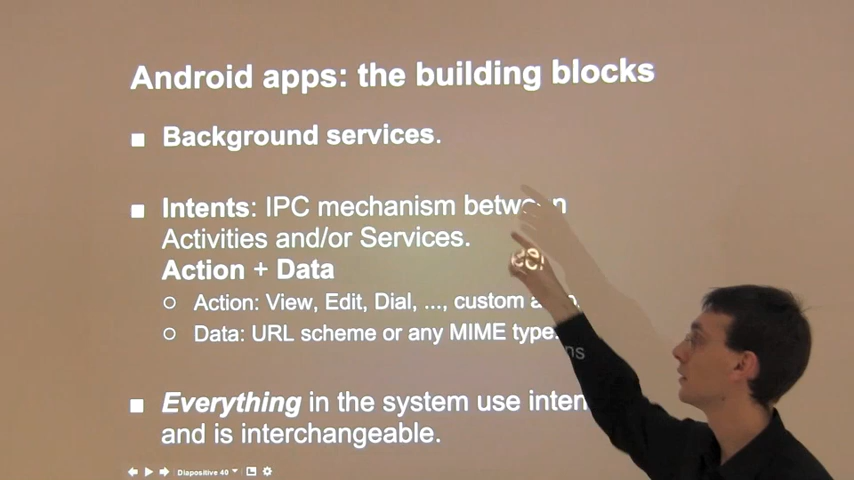 Android apps: the building blocks
■ Background services.
■ Intents: IPC mechanism between
Activities and/or Services.
Action + Data
○ Action: View, Edit, Dial, ..., custom
○ Data: URL scheme or any MIME type.
■ Everything in the system use
and is interchangeable.
Diapositive 40